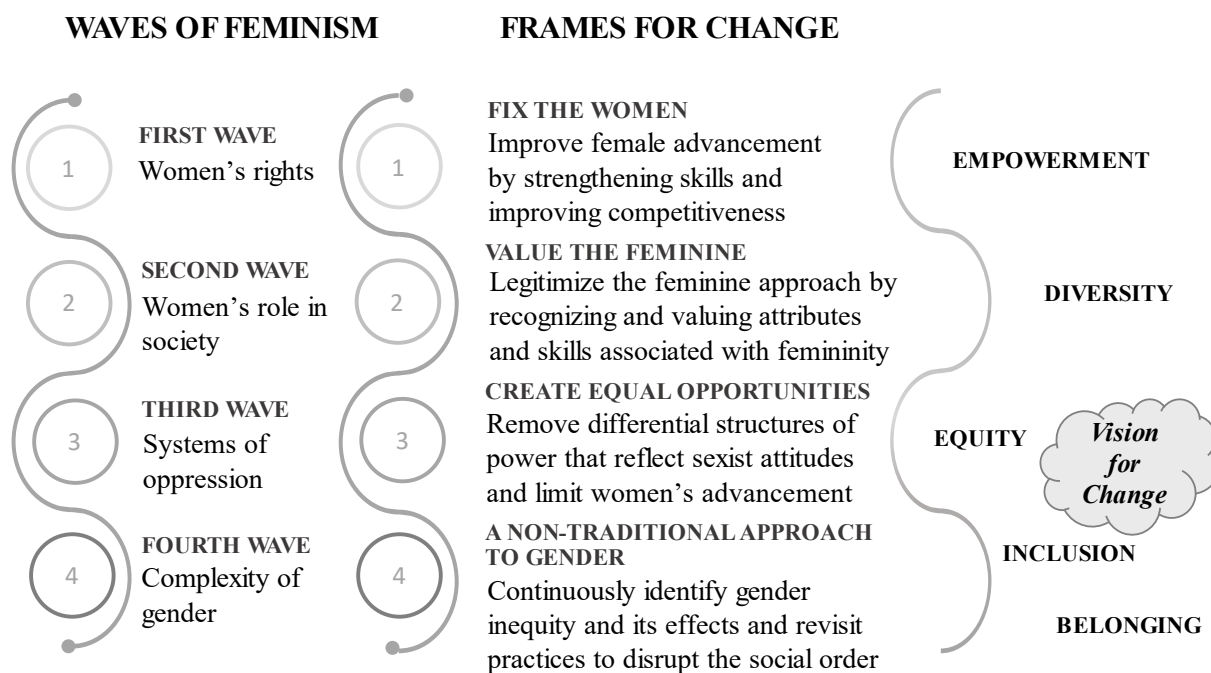 WAVES OF FEMINISM
FRAMES FOR CHANGE
1
FIRST WAVE
Women’s rights
2
SECOND WAVE
Women’s role in
society
3
THIRD WAVE
Systems of
oppression
4
FOURTH WAVE
Complexity of
gender
1
FIX THE WOMEN
Improve female advancement
by strengthening skills and
improving competitiveness
2
VALUE THE FEMININE
Legitimize the feminine approach by
recognizing and valuing attributes
and skills associated with femininity
3
CREATE EQUAL OPPORTUNITIES
Remove differential structures of
power that reflect sexist attitudes
and limit women’s advancement
4
A NON-TRADITIONAL APPROACH
TO GENDER
Continuously identify gender
inequity and its effects and revisit
practices to disrupt the social order
EMPOWERMENT
DIVERSITY
EQUITY
Vision
for
Change
INCLUSION
BELONGING